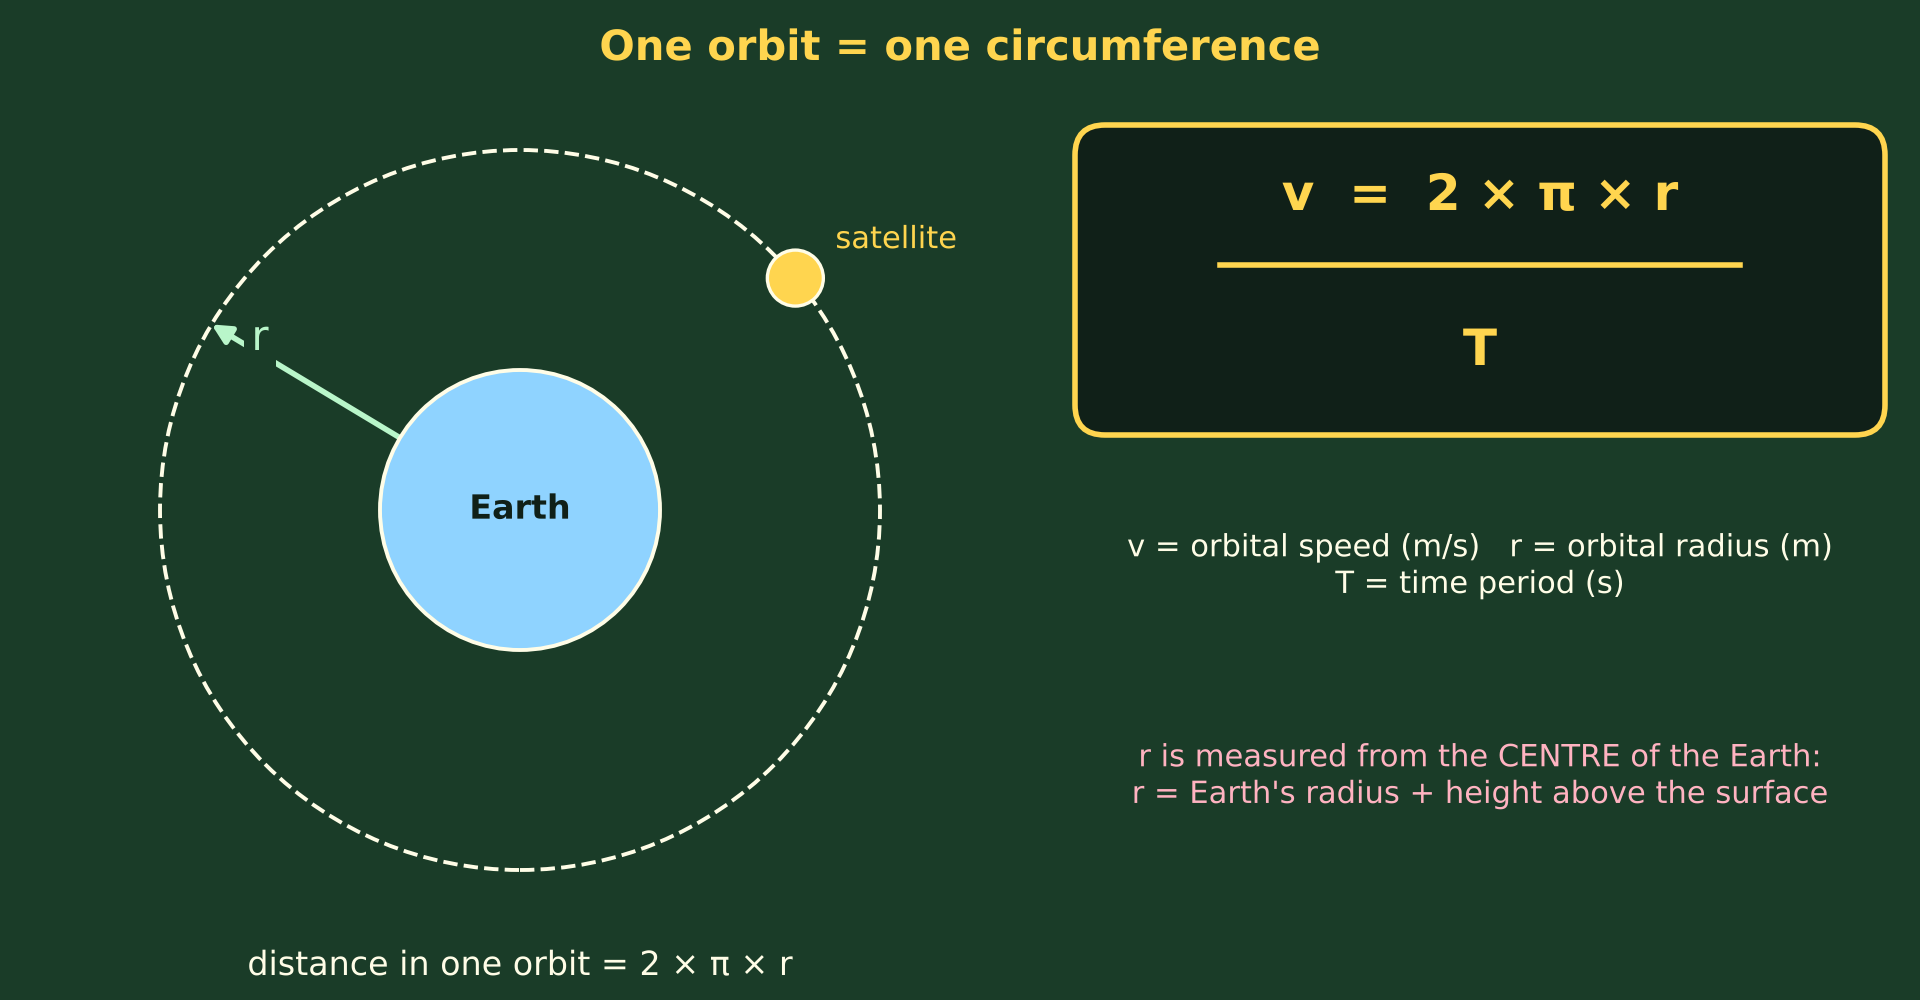 One orbit = one circumference
satellite
r
Earth
distance in one orbit = 2 × π × r
v = 2 × π × r
T
v = orbital speed (m/s) r = orbital radius (m)
T = time period (s)
r is measured from the CENTRE of the Earth:
r = Earth's radius + height above the surface